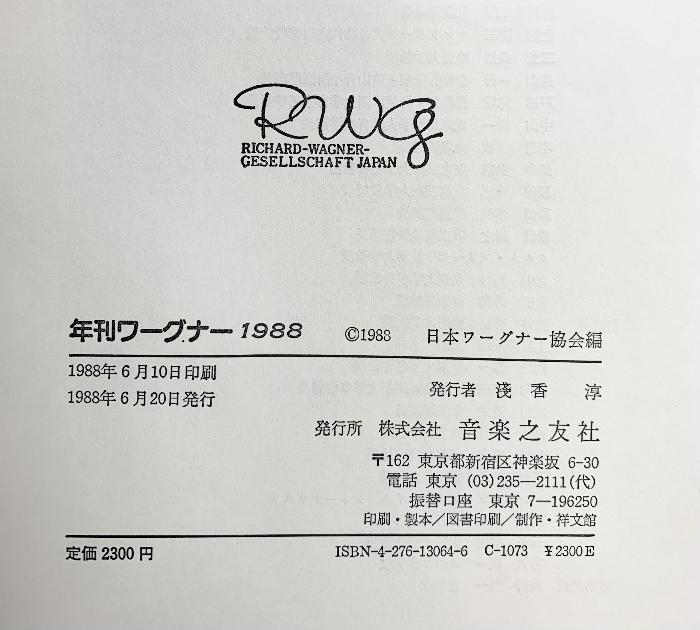 RWG
RICHARD-WAGNER-
GESELLSCHAFT JAPAN
年刊ワーグナー1988 ©1988 日本ワーグナー協会編
1988年6月10日印刷
1988年6月20日発行
発行者 淺香 淳
発行所 株式会社 音楽之友社
〒162 東京都新宿区神楽坂 6-30
電話 東京 (03)235—2111(代)
振替口座 東京 7—196250
印刷・製本/図書印刷/制作・祥文館
定価 2300 円 ISBN-4-276-13064-6 C-1073 ¥2300E